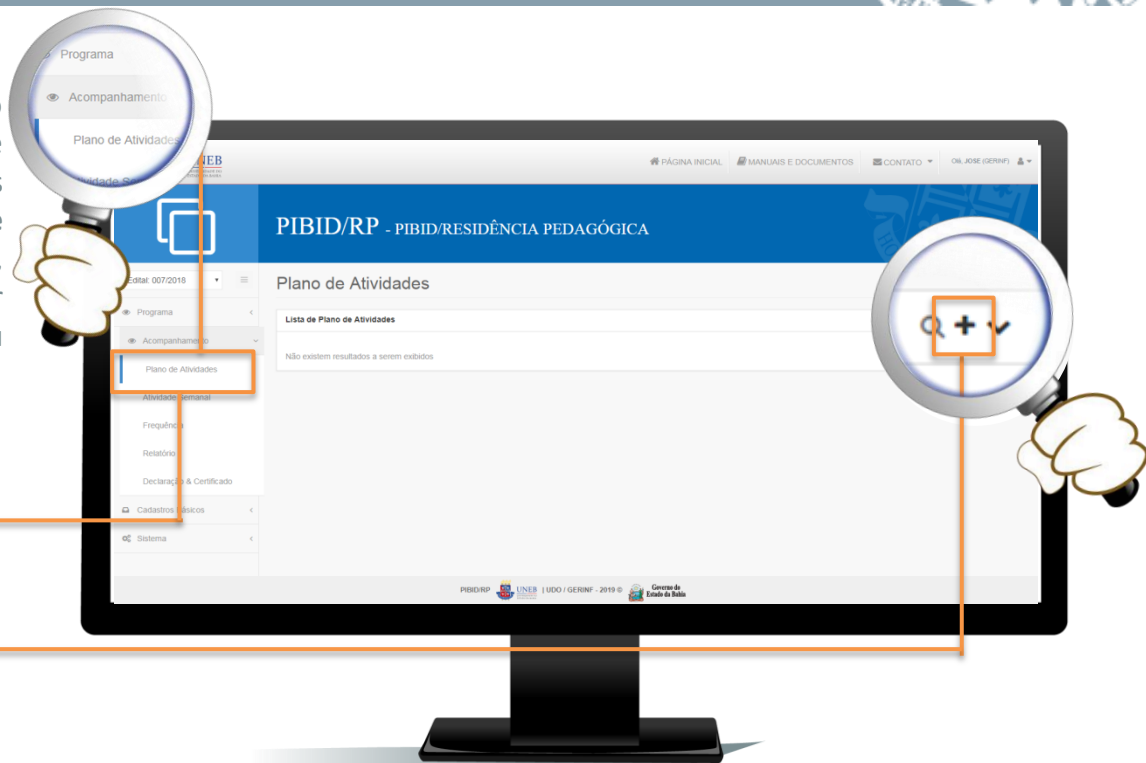 Programa
Acompanhamento
Plano de Atividades
UNEB
PÁGINA INICIAL
MANUAIS E DOCUMENTOS
CONTATO
Olá, JOSE (GERINF)
PIBID/RP - PIBID/RESIDÊNCIA PEDAGÓGICA
Edital: 007/2018
Plano de Atividades
Programa
Lista de Plano de Atividades
Acompanhamento
Não existem resultados a serem exibidos
Plano de Atividades
Atividade Semanal
Frequência
Relatório
Declaração & Certificado
Cadastros Básicos
Sistema
PIBID/RP UNEB | UDO / GERINF - 2019 © Governo do Estado da Bahia